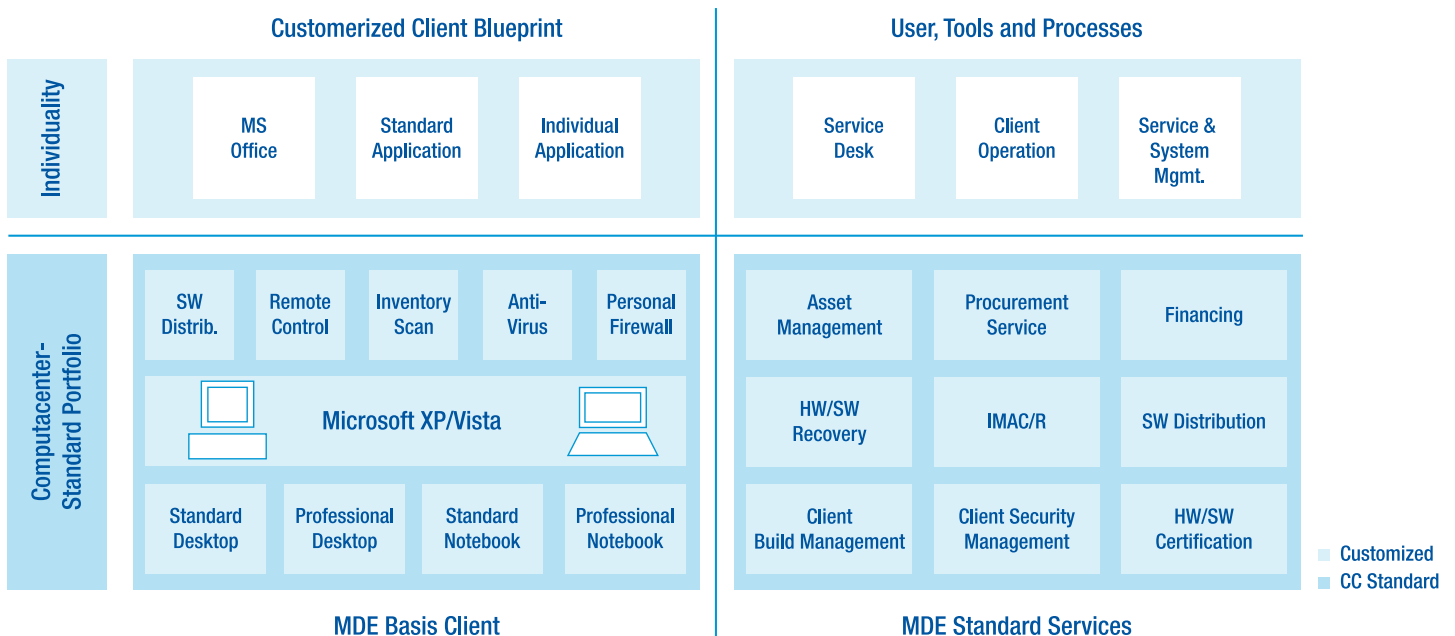 Customerized Client Blueprint
User, Tools and Processes
Individuality
MS
Office
Standard
Application
Individual
Application
Service
Desk
Client
Operation
Service &
System
Mgmt.
Computacenter-
Standard Portfolio
SW
Distrib.
Remote
Control
Inventory
Scan
Anti-
Virus
Personal
Firewall
Microsoft XP/Vista
Standard
Desktop
Professional
Desktop
Standard
Notebook
Professional
Notebook
Asset
Management
Procurement
Service
Financing
HW/SW
Recovery
IMAC/R
SW Distribution
Client
Build Management
Client Security
Management
HW/SW
Certification
Customized
CC Standard
MDE Basis Client
MDE Standard Services